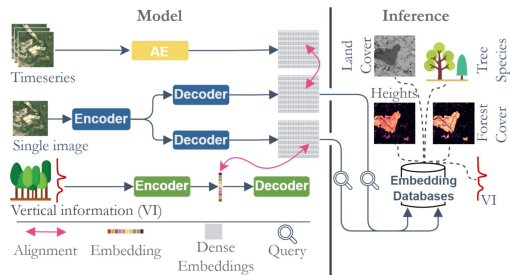 Model
Inference
Timeseries
AE
Single image
Encoder
Decoder
Decoder
Vertical information (VI)
Encoder
Decoder
Alignment
Embedding
Dense
Embeddings
Query
Land
Cover
Tree
Species
Heights
Forest
Cover
Embedding
Databases
VI